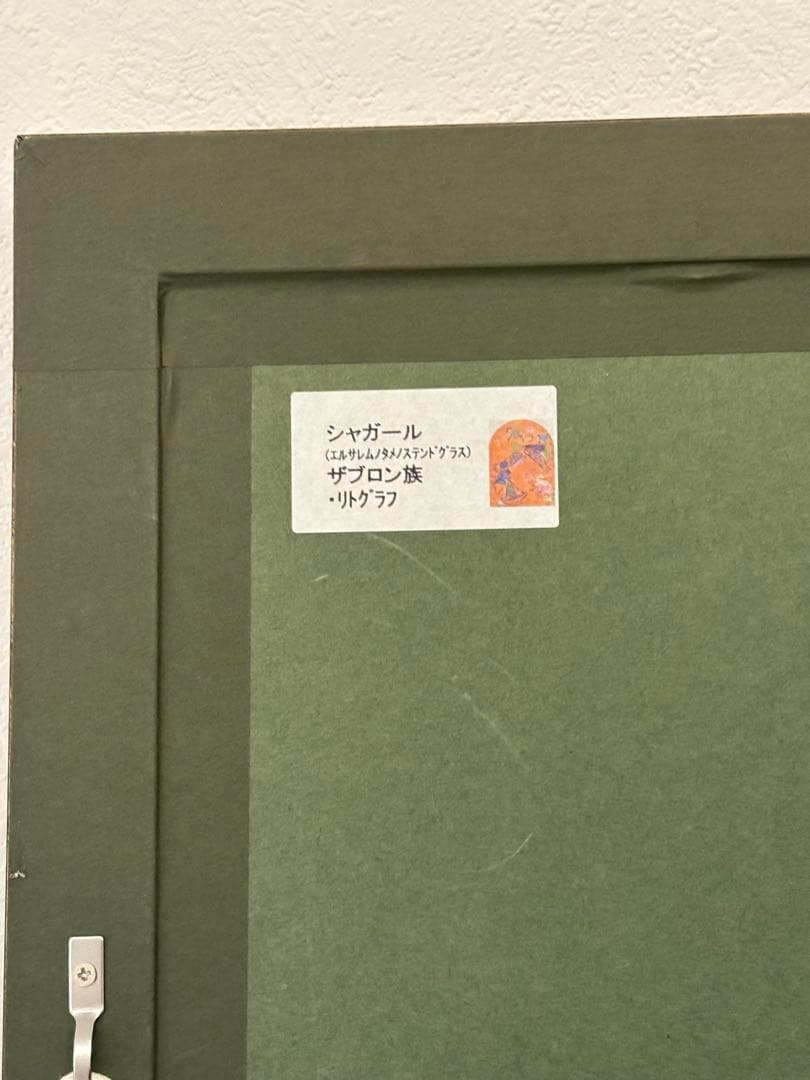 シャガール
(ｴﾙｻﾚﾑﾉﾀﾒﾉｽﾃﾝﾄﾞｸﾞﾗｽ)
ザブロン族
・ﾘﾄｸﾞﾗﾌ